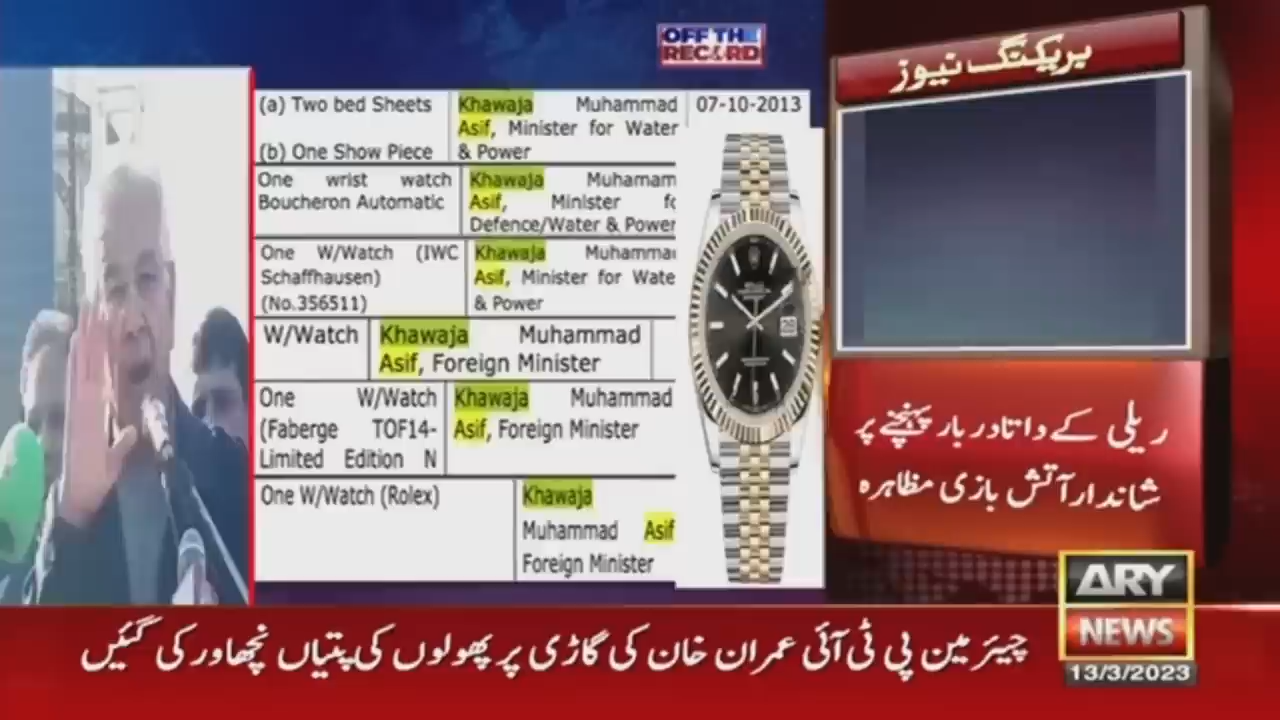 OFF THE
RECORD
بریکنگ نیوز
(a) Two bed Sheets
(b) One Show Piece
Khawaja Muhammad
Asif, Minister for Water
& Power
07-10-2013
One wrist watch
Boucheron Automatic
Khawaja Muhamam
Asif, Minister fo
Defence/Water & Power
One W/Watch (IWC
Schaffhausen)
(No.356511)
Khawaja Muhamma
Asif, Minister for Wate
& Power
W/Watch
Khawaja Muhammad
Asif, Foreign Minister
One W/Watch
(Faberge TOF14-
Limited Edition N
Khawaja Muhammad
Asif, Foreign Minister
One W/Watch (Rolex)
Khawaja
Muhammad Asif
Foreign Minister
28
ریلی کے داتا دربار پہنچنے پر
شاندار آتش بازی مظاہرہ
ARY
NEWS
13/3/2023
چیئرمین پی ٹی آئی عمران خان کی گاڑی پر پھولوں کی پتیاں نچھاور کی گئیں